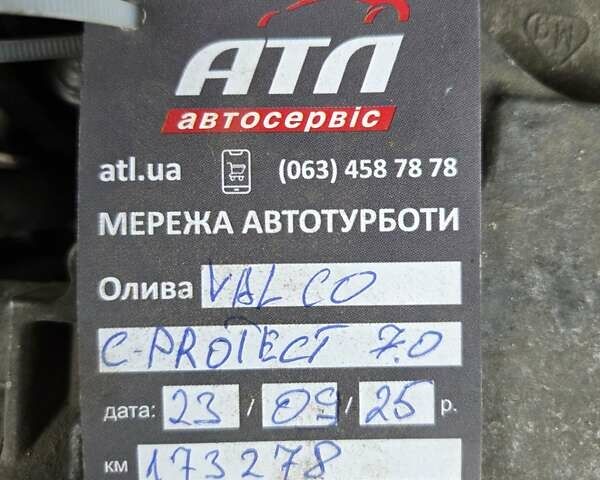 АТЛ
автосервіс
atl.ua (063) 458 78 78
МЕРЕЖА АВТОТУРБОТИ
Олива VALCO
C-PROTECT 7.0
дата: 23 / 09 / 25 р.
км 173278